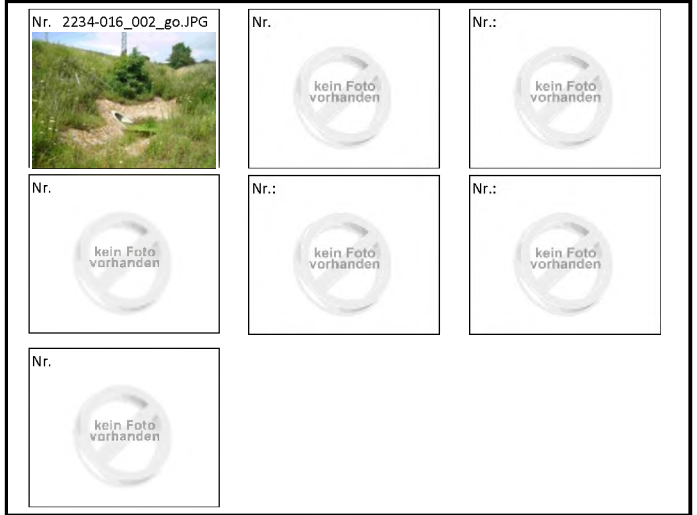 Nr. 2234-016_002_go.JPG
Nr.
Nr.:
kein Foto
vorhanden
kein Foto
vorhanden
Nr.
Nr.:
Nr.:
kein Foto
vorhanden
kein Foto
vorhanden
kein Foto
vorhanden
Nr.
kein Foto
vorhanden